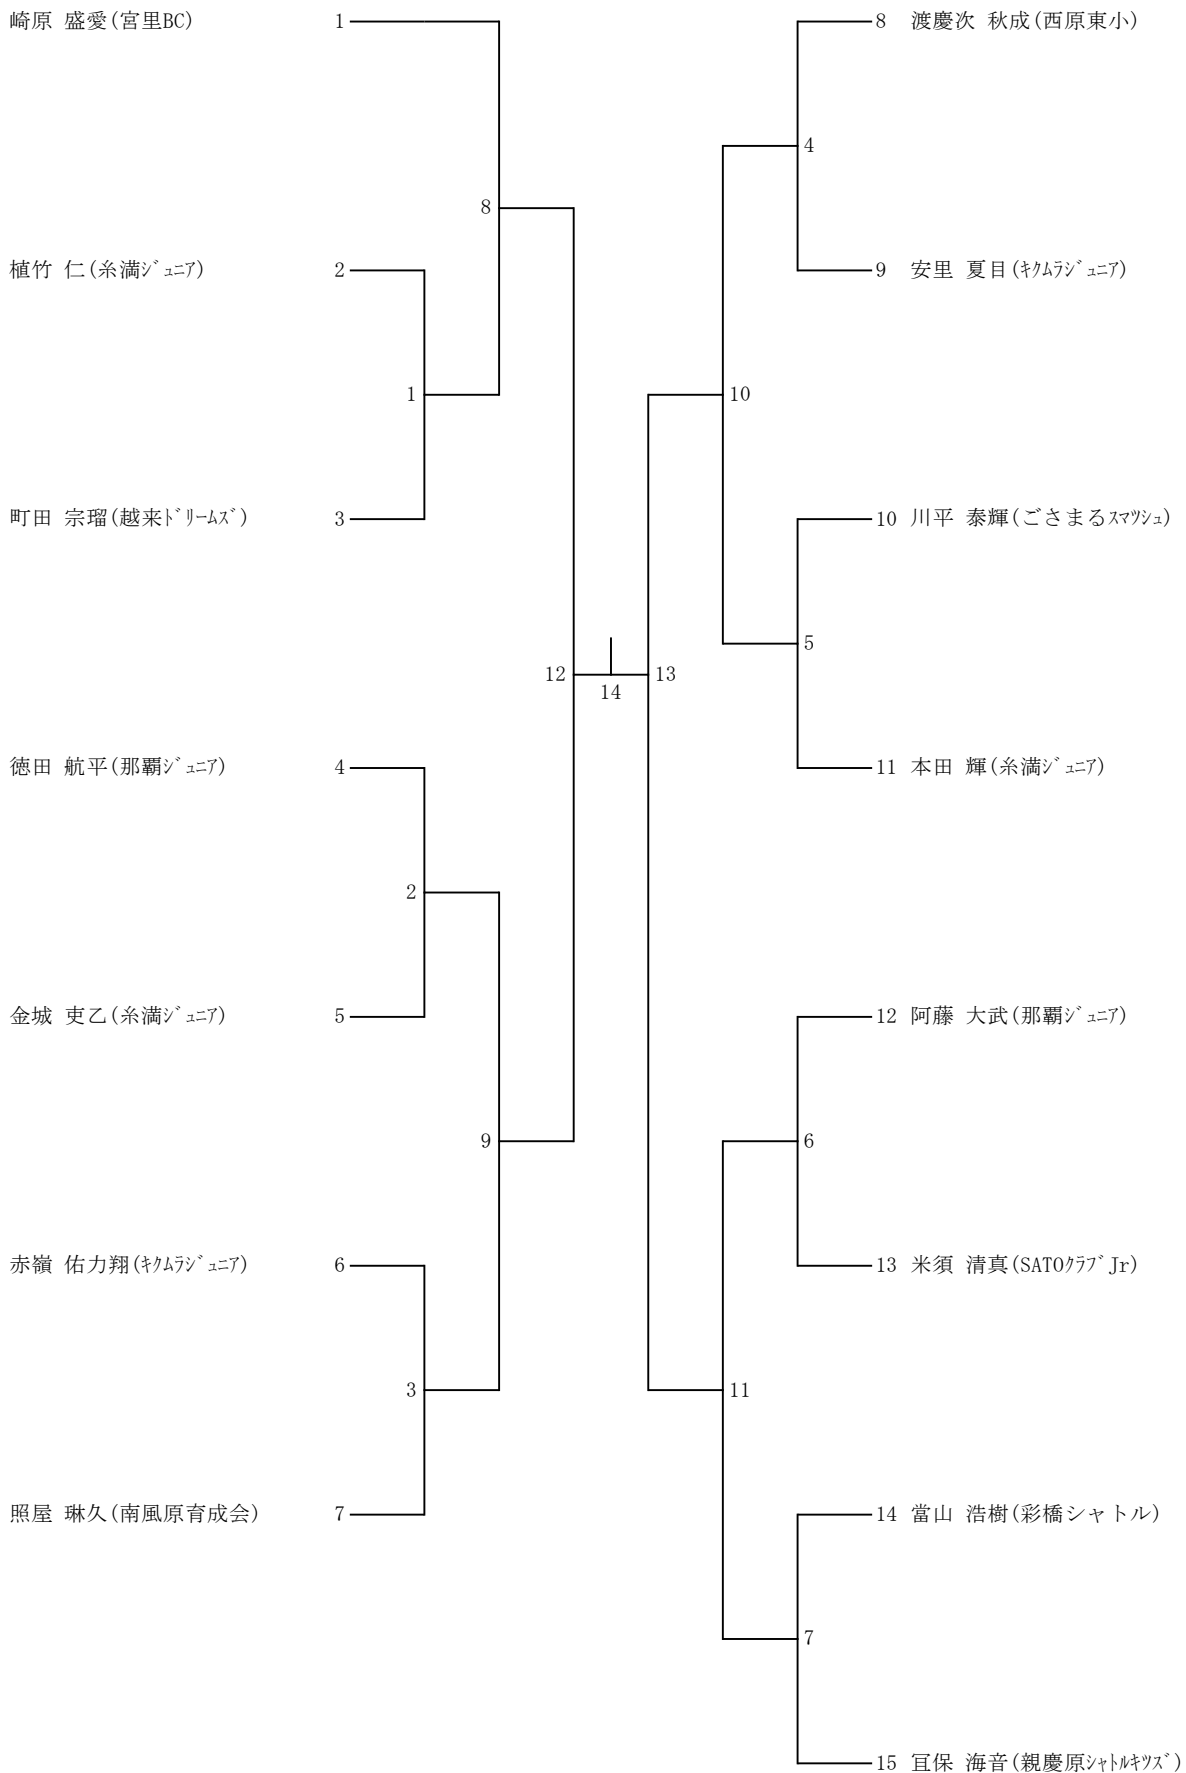 崎原 盛愛(宮里BC) 1
8 渡慶次 秋成(西原東小)
4
8
植竹 仁(糸満ｼﾞｭﾆｱ) 2
9 安里 夏目(ｷｸﾑﾗｼﾞｭﾆｱ)
1
10
町田 宗瑠(越来ﾄﾞﾘｰﾑｽﾞ) 3
10 川平 泰輝(ごさまるｽﾏｯｼｭ)
5
12
13
14
徳田 航平(那覇ｼﾞｭﾆｱ) 4
11 本田 輝(糸満ｼﾞｭﾆｱ)
2
金城 吏乙(糸満ｼﾞｭﾆｱ) 5
12 阿藤 大武(那覇ｼﾞｭﾆｱ)
9
6
赤嶺 佑力翔(ｷｸﾑﾗｼﾞｭﾆｱ) 6
13 米須 清真(SATOｸﾗﾌﾞJr)
3
11
照屋 琳久(南風原育成会) 7
14 當山 浩樹(彩橋シャトル)
7
15 冝保 海音(親慶原ｼｬﾄﾙｷｯｽﾞ)